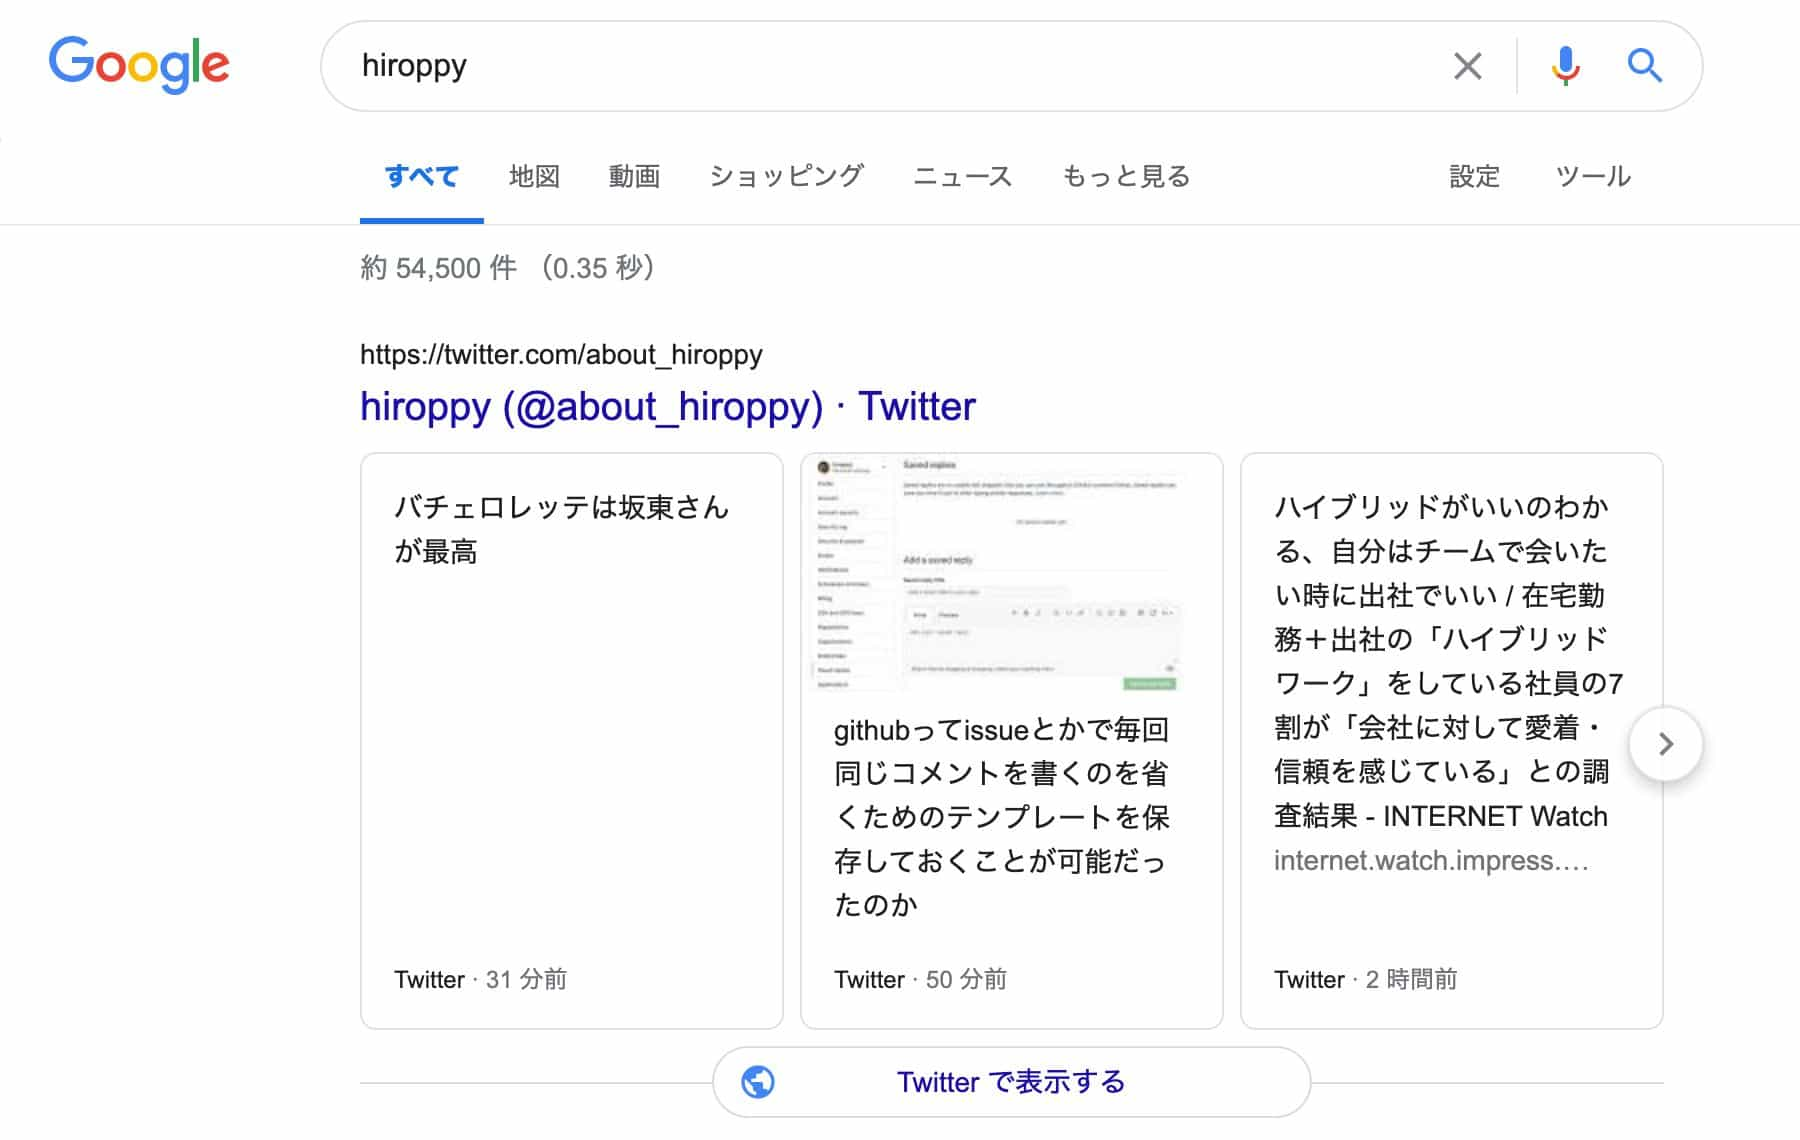 Google
hiroppy
すべて 地図 動画 ショッピング ニュース もっと見る 設定 ツール
約 54,500 件 （0.35 秒）
https://twitter.com/about_hiroppy
hiroppy (@about_hiroppy) · Twitter
バチェロレッテは坂東さん
が最高
Twitter · 31 分前
Saved replies
Add a saved reply
githubってissueとかで毎回
同じコメントを書くのを省
くためのテンプレートを保
存しておくことが可能だっ
たのか
Twitter · 50 分前
ハイブリッドがいいのわか
る、自分はチームで会いた
い時に出社でいい / 在宅勤
務＋出社の「ハイブリッド
ワーク」をしている社員の7
割が「会社に対して愛着・
信頼を感じている」との調
査結果 - INTERNET Watch
internet.watch.impress.…
Twitter · 2 時間前
Twitter で表示する